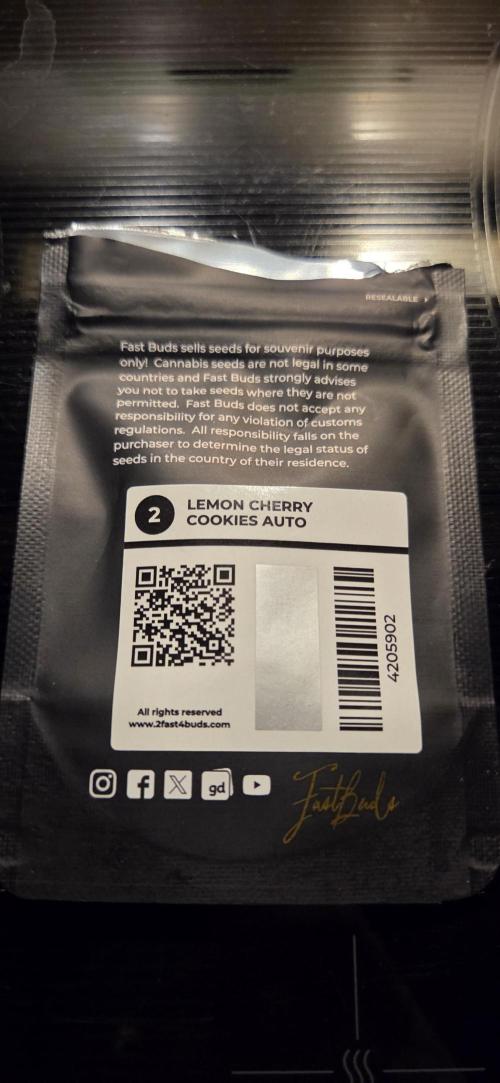 RESEALABLE
Fast Buds sells seeds for souvenir purposes
only! Cannabis seeds are not legal in some
countries and Fast Buds strongly advises
you not to take seeds where they are not
permitted. Fast Buds does not accept any
responsibility for any violation of customs
regulations. All responsibility falls on the
purchaser to determine the legal status of
seeds in the country of their residence.
2
LEMON CHERRY
COOKIES AUTO
4205902
All rights reserved
www.2fast4buds.com
gd
FastBuds